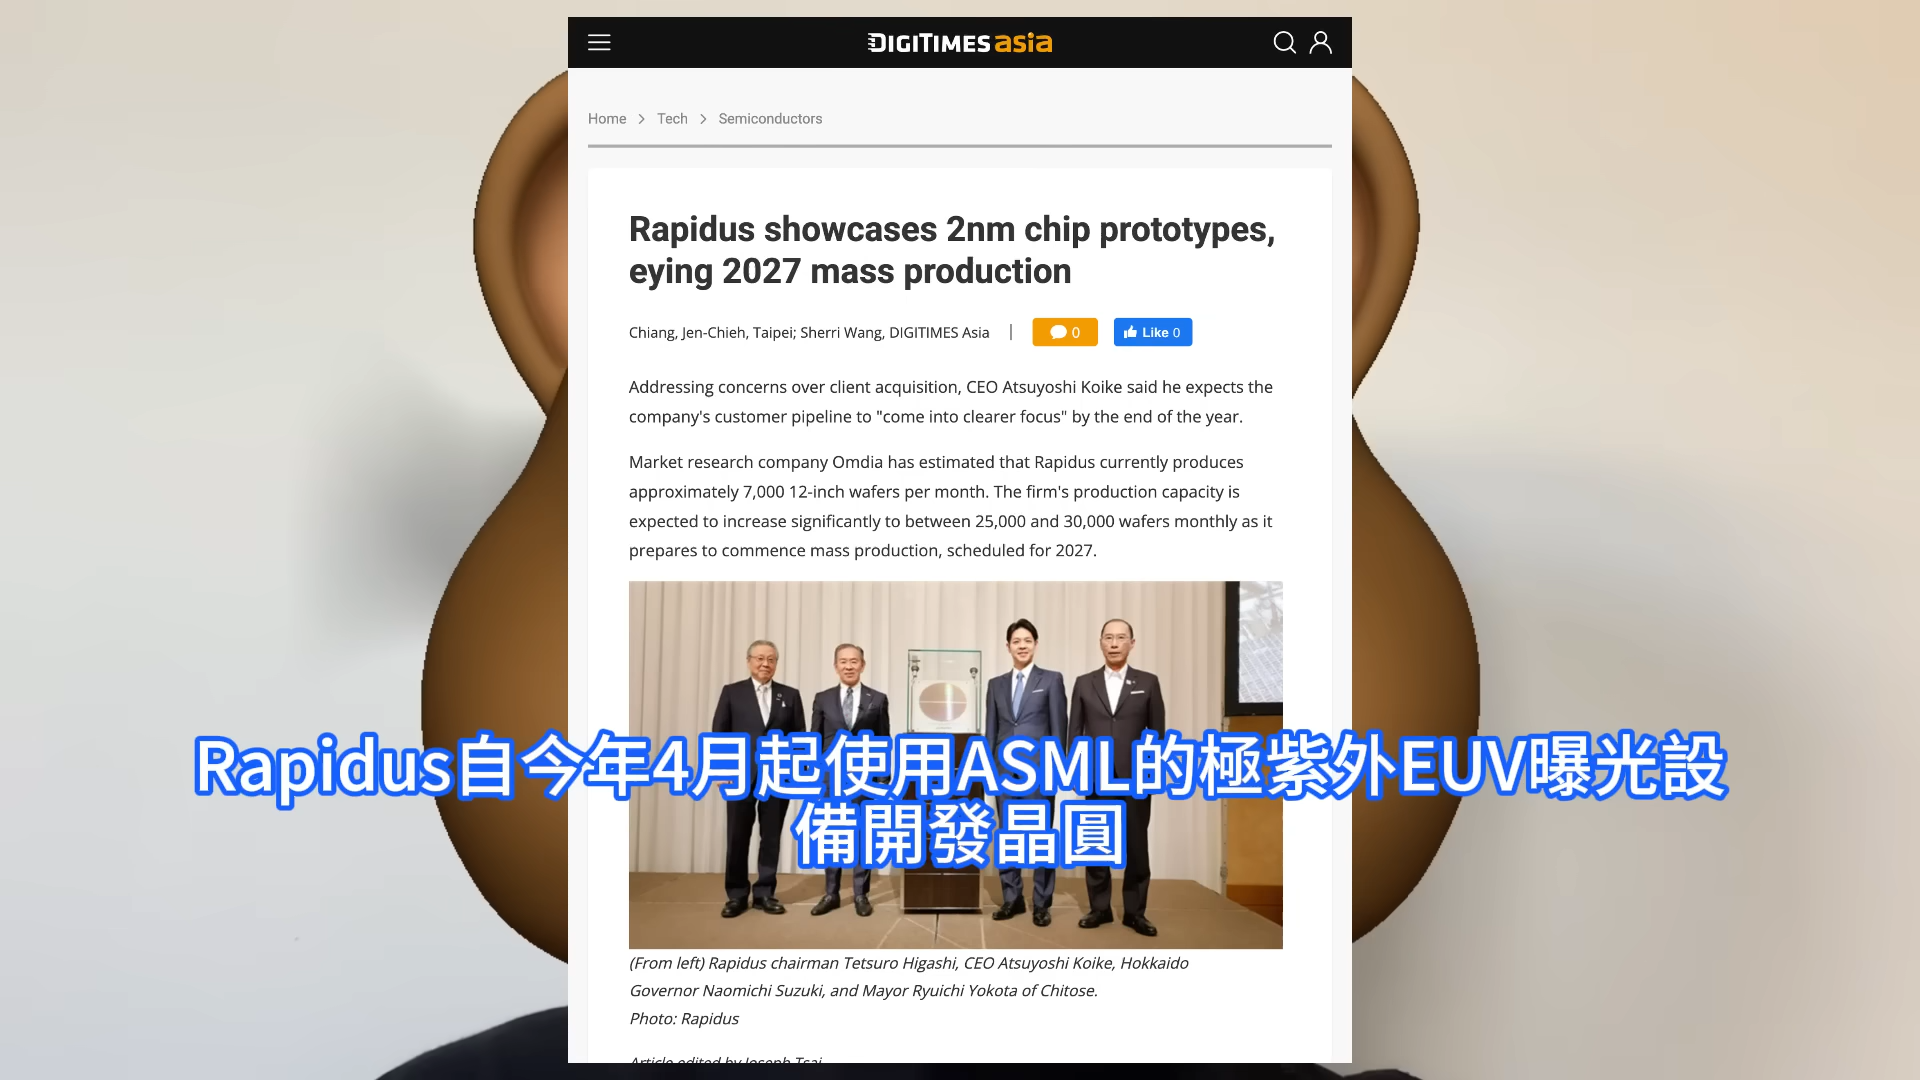 DIGITIMES asia
Home > Tech > Semiconductors
Rapidus showcases 2nm chip prototypes,
eying 2027 mass production
Chiang, Jen-Chieh, Taipei; Sherri Wang, DIGITIMES Asia | 0 Like 0
Addressing concerns over client acquisition, CEO Atsuyoshi Koike said he expects the
company's customer pipeline to "come into clearer focus" by the end of the year.
Market research company Omdia has estimated that Rapidus currently produces
approximately 7,000 12-inch wafers per month. The firm's production capacity is
expected to increase significantly to between 25,000 and 30,000 wafers monthly as it
prepares to commence mass production, scheduled for 2027.
Rapidus自今年4月起使用ASML的極紫外EUV曝光設
備開發晶圓
(From left) Rapidus chairman Tetsuro Higashi, CEO Atsuyoshi Koike, Hokkaido
Governor Naomichi Suzuki, and Mayor Ryuichi Yokota of Chitose.
Photo: Rapidus
Article edited by Joseph Tsai